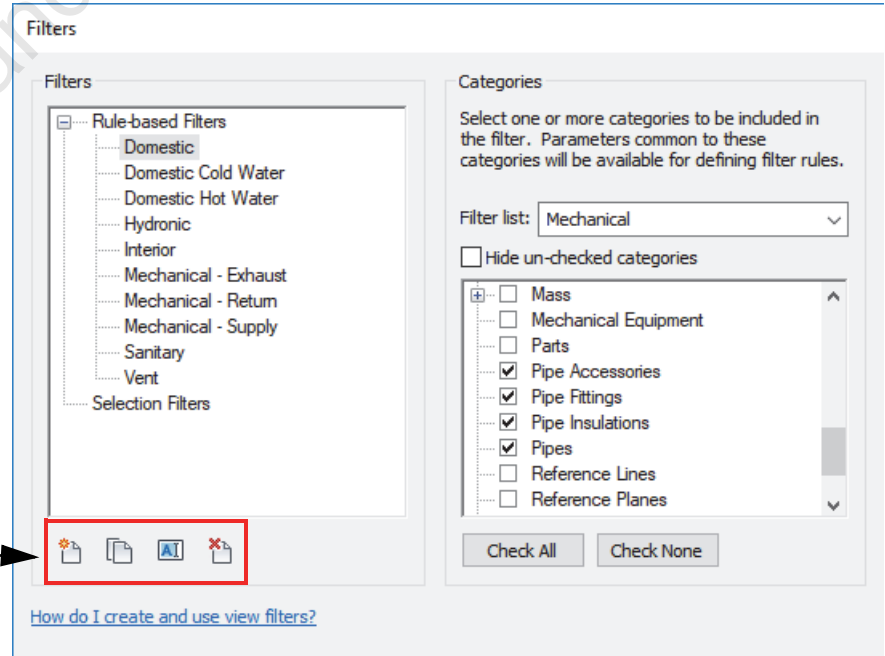 Filters
Filters
Rule-based Filters
Domestic
Domestic Cold Water
Domestic Hot Water
Hydronic
Interior
Mechanical - Exhaust
Mechanical - Return
Mechanical - Supply
Sanitary
Vent
Selection Filters
How do I create and use view filters?
Categories
Select one or more categories to be included in
the filter. Parameters common to these
categories will be available for defining filter rules.
Filter list: Mechanical
Hide un-checked categories
Mass
Mechanical Equipment
Parts
Pipe Accessories
Pipe Fittings
Pipe Insulations
Pipes
Reference Lines
Reference Planes
Check All Check None